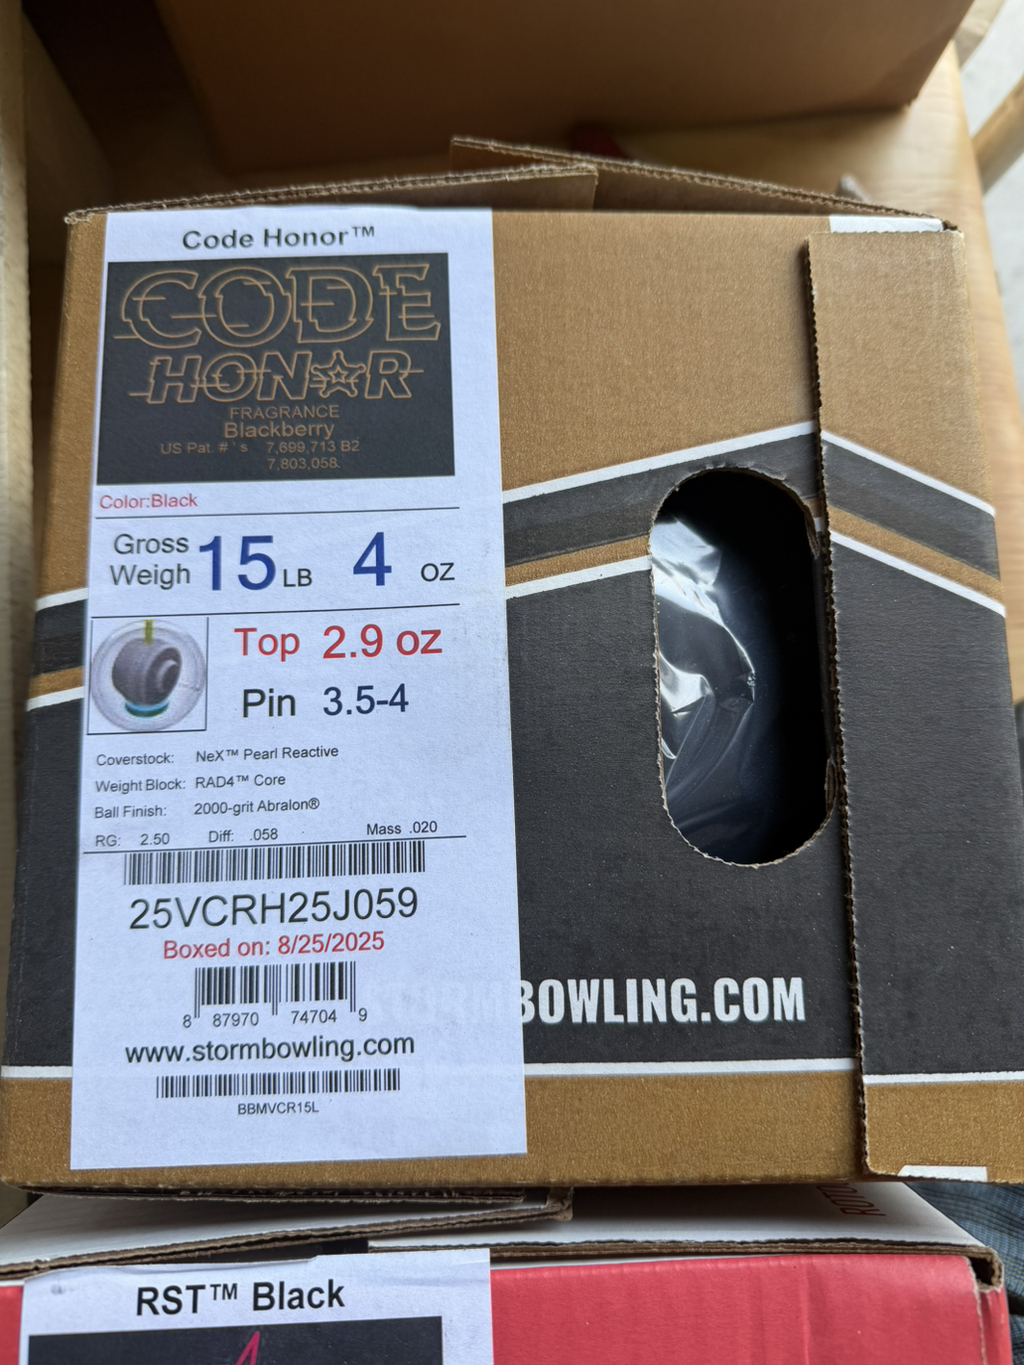 Code Honor™
CODE
HONOR
FRAGRANCE
Blackberry
US Pat. # ' s 7,699,713 B2
7,803,058.
Color:Black
Gross
Weigh 15 LB 4 oz
Top 2.9 oz
Pin 3.5-4
Coverstock: NeX™ Pearl Reactive
Weight Block: RAD4™ Core
Ball Finish: 2000-grit Abralon®
RG: 2.50 Diff: .058 Mass .020
25VCRH25J059
Boxed on: 8/25/2025
8 87970 74704 9
www.stormbowling.com
BBMVCR15L
STORMBOWLING.COM
RST™ Black